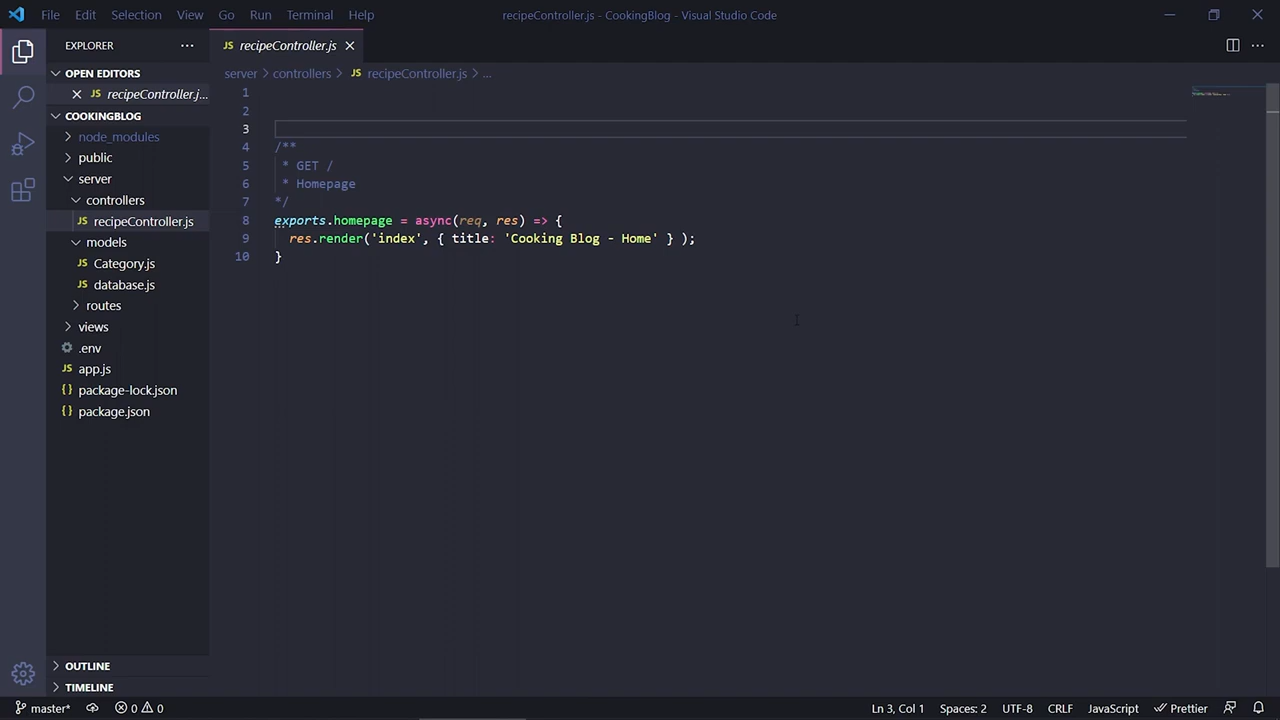 File Edit Selection View Go Run Terminal Help
recipeController.js - CookingBlog - Visual Studio Code
EXPLORER
OPEN EDITORS
JS recipeController.j...
COOKINGBLOG
node_modules
public
server
controllers
JS recipeController.js
models
JS Category.js
JS database.js
routes
views
.env
JS app.js
{} package-lock.json
{} package.json
OUTLINE
TIMELINE
JS recipeController.js
server > controllers > JS recipeController.js > ...
1
2
3
4 /**
5 * GET /
6 * Homepage
7 */
8 exports.homepage = async(req, res) => {
9 res.render('index', { title: 'Cooking Blog - Home' } );
10 }
master* 0 0
Ln 3, Col 1 Spaces: 2 UTF-8 CRLF JavaScript Prettier